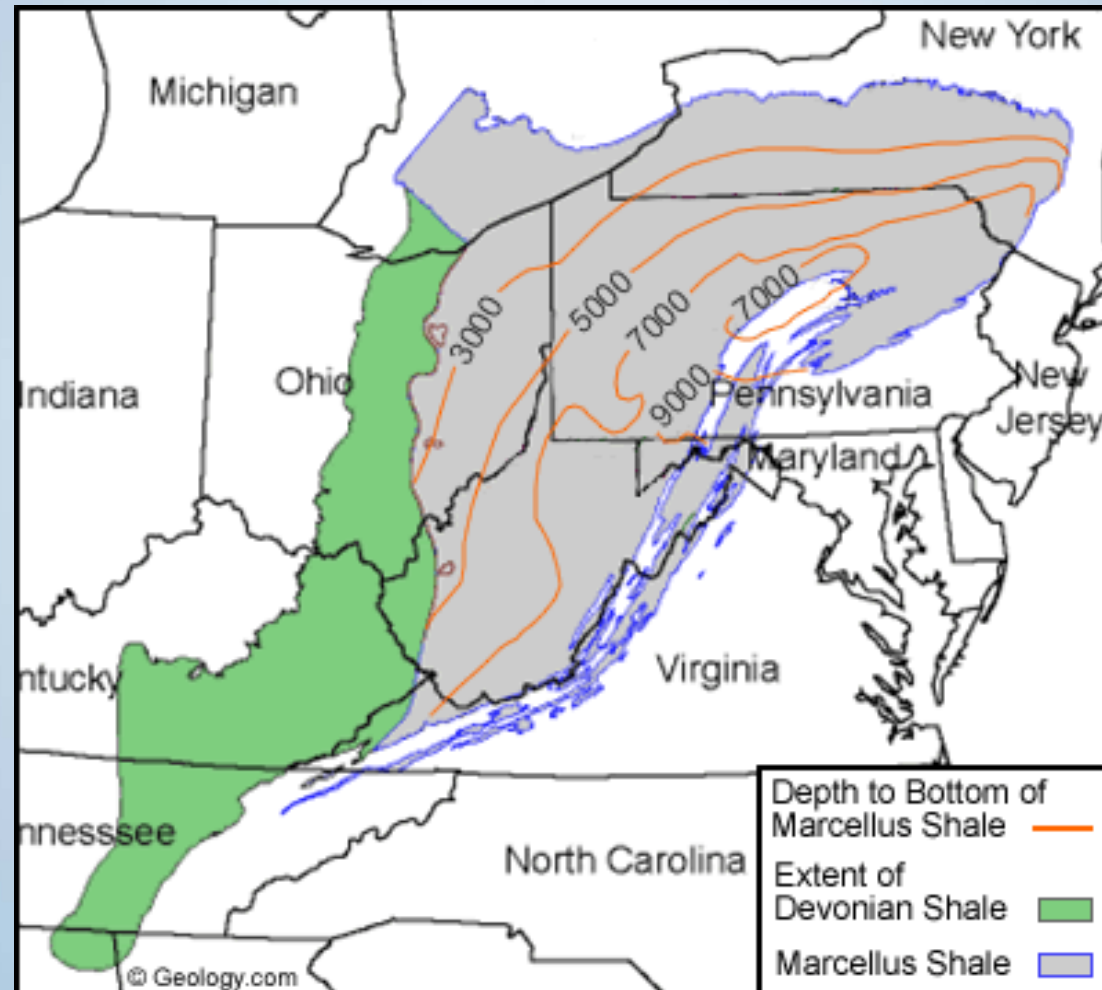 New York
Michigan
3000
5000
7000
7000
Indiana
Ohio
9000
Pennsylvania
New
Jersey
Maryland
ntucky
Virginia
nnesssee
North Carolina
Depth to Bottom of
Marcellus Shale
Extent of
Devonian Shale
Marcellus Shale
© Geology.com